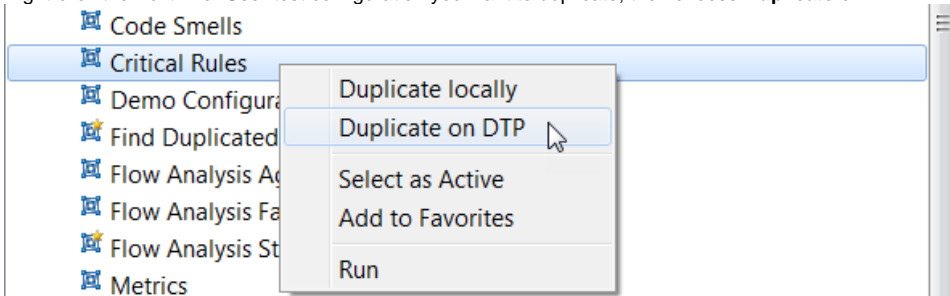 Code Smells
Critical Rules
Duplicate locally
Demo Configura
Duplicate on DTP
Find Duplicated
Flow Analysis Ag
Select as Active
Flow Analysis Fa
Add to Favorites
Flow Analysis St
Run
Metrics